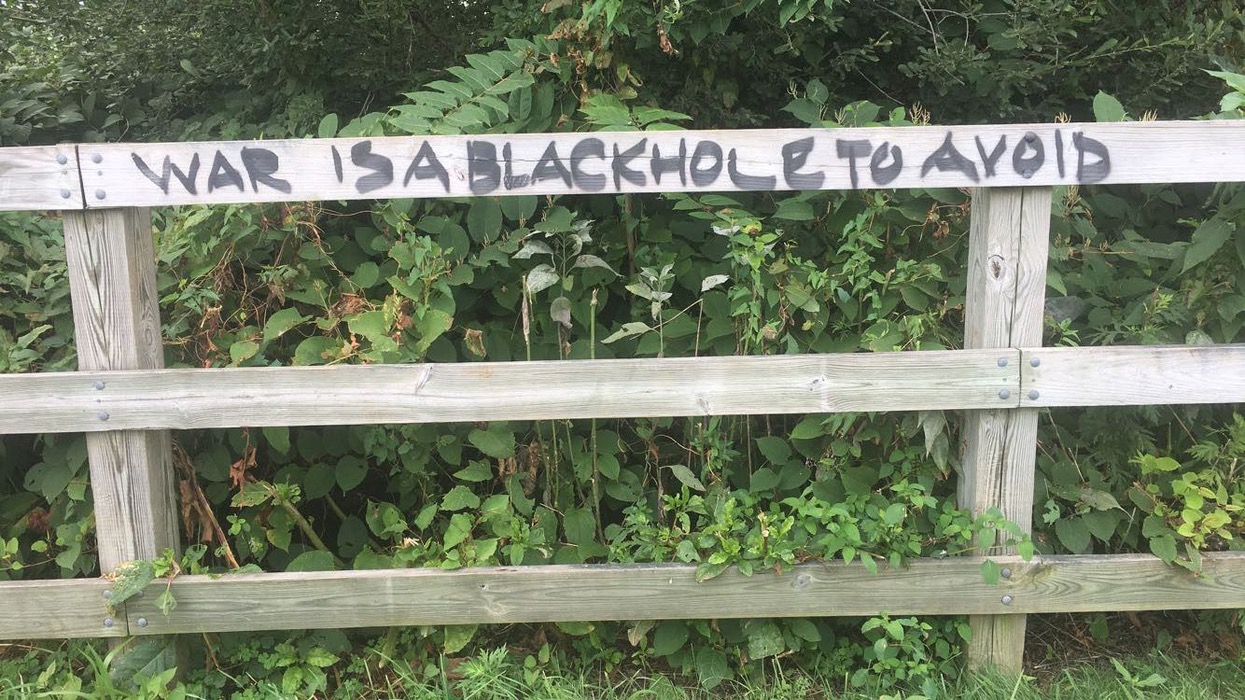 WAR IS A BLACKHOLE TO AVOID